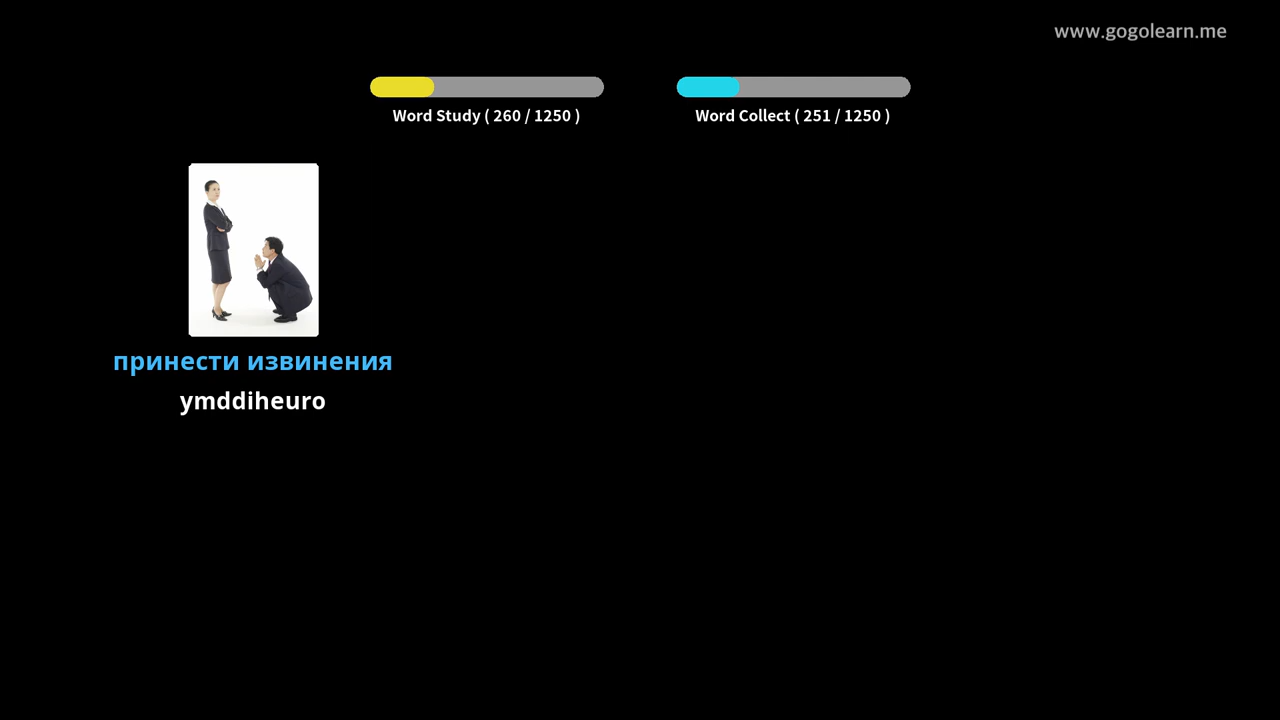 www.gogolearn.me
Word Study ( 260 / 1250 )
Word Collect ( 251 / 1250 )
принести извинения
ymddiheuro